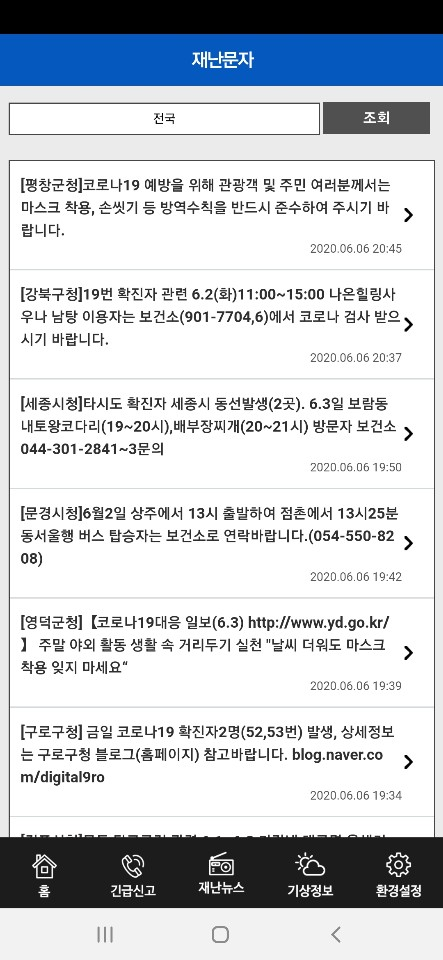 재난문자
전국
조회
[평창군청]코로나19 예방을 위해 관광객 및 주민 여러분께서는
마스크 착용, 손씻기 등 방역수칙을 반드시 준수하여 주시기 바
랍니다.
2020.06.06 20:45
[강북구청]19번 확진자 관련 6.2(화)11:00~15:00 나온힐링사
우나 남탕 이용자는 보건소(901-7704,6)에서 코로나 검사 받으
시기 바랍니다.
2020.06.06 20:37
[세종시청]타시도 확진자 세종시 동선발생(2곳). 6.3일 보람동
내토왕코다리(19~20시),배부장찌개(20~21시) 방문자 보건소
044-301-2841~3문의
2020.06.06 19:50
[문경시청]6월2일 상주에서 13시 출발하여 점촌에서 13시25분
동서울행 버스 탑승자는 보건소로 연락바랍니다.(054-550-82
08)
2020.06.06 19:42
[영덕군청]【코로나19대응 일보(6.3) http://www.yd.go.kr/
】 주말 야외 활동 생활 속 거리두기 실천 "날씨 더워도 마스크
착용 잊지 마세요“
2020.06.06 19:39
[구로구청] 금일 코로나19 확진자2명(52,53번) 발생, 상세정보
는 구로구청 블로그(홈페이지) 참고바랍니다. blog.naver.co
m/digital9ro
2020.06.06 19:34
홈
긴급신고
재난뉴스
기상정보
환경설정